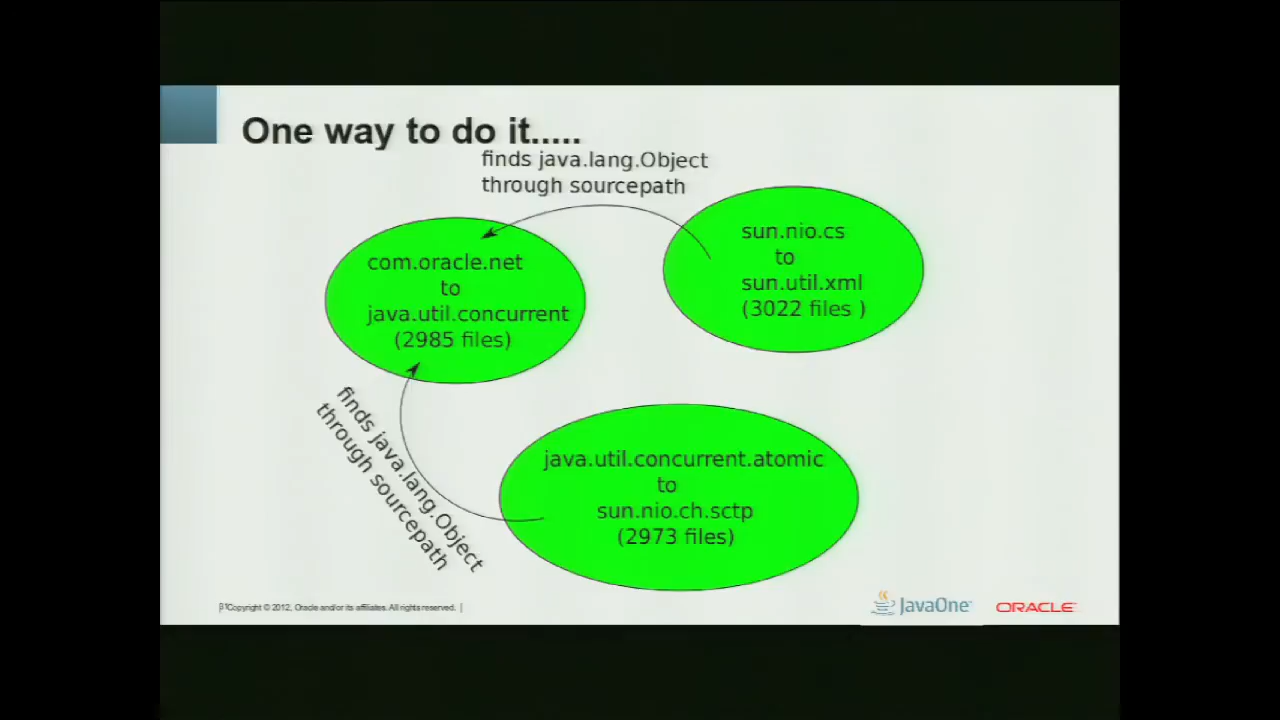 One way to do it.....
finds java.lang.Object
through sourcepath
com.oracle.net
to
java.util.concurrent
(2985 files)
sun.nio.cs
to
sun.util.xml
(3022 files )
finds java.lang.Object
through sourcepath
java.util.concurrent.atomic
to
sun.nio.ch.sctp
(2973 files)
Copyright © 2012, Oracle and/or its affiliates. All rights reserved.
JavaOne
ORACLE